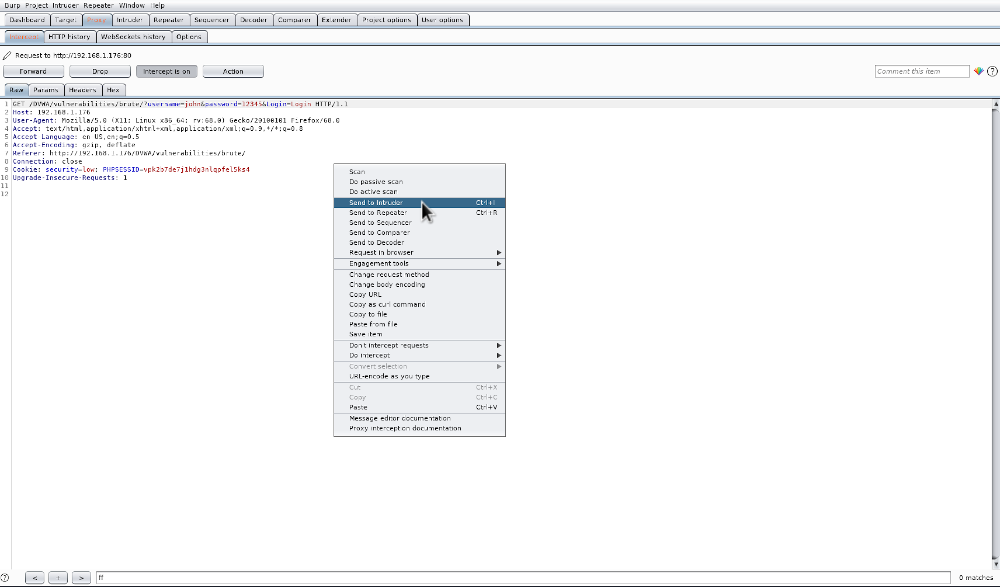 Burp Project Intruder Repeater Window Help
Dashboard Target Proxy Intruder Repeater Sequencer Decoder Comparer Extender Project options User options
Intercept HTTP history WebSockets history Options
Request to http://192.168.1.176:80
Forward Drop Intercept is on Action Comment this item ?
Raw Params Headers Hex
1 GET /DVWA/vulnerabilities/brute/?username=john&password=12345&Login=Login HTTP/1.1
2 Host: 192.168.1.176
3 User-Agent: Mozilla/5.0 (X11; Linux x86_64; rv:68.0) Gecko/20100101 Firefox/68.0
4 Accept: text/html,application/xhtml+xml,application/xml;q=0.9,*/*;q=0.8
5 Accept-Language: en-US,en;q=0.5
6 Accept-Encoding: gzip, deflate
7 Referer: http://192.168.1.176/DVWA/vulnerabilities/brute/
8 Connection: close
9 Cookie: security=low; PHPSESSID=vpk2b7de7j1hdg3nlqpfel5ks4
10 Upgrade-Insecure-Requests: 1
11
12
Scan
Do passive scan
Do active scan
Send to Intruder Ctrl+I
Send to Repeater Ctrl+R
Send to Sequencer
Send to Comparer
Send to Decoder
Request in browser
Engagement tools
Change request method
Change body encoding
Copy URL
Copy as curl command
Copy to file
Paste from file
Save item
Don't intercept requests
Do intercept
Convert selection
URL-encode as you type
Cut Ctrl+X
Copy Ctrl+C
Paste Ctrl+V
Message editor documentation
Proxy interception documentation
? < + > ff 0 matches